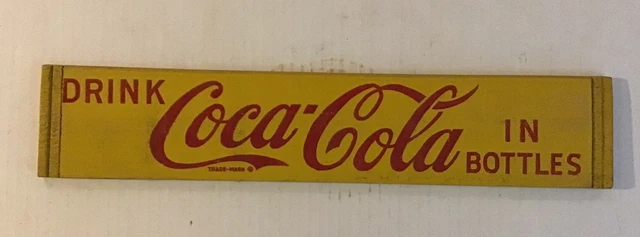 DRINK Coca-Cola IN
BOTTLES
TRADE-MARK ®